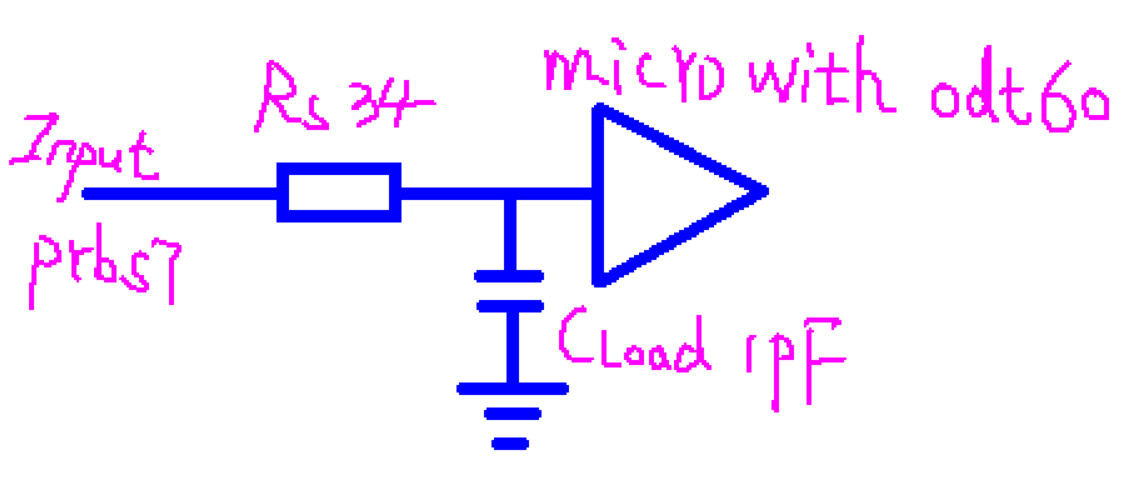 Input
prbs7
Rs 34
micro with odt60
CLoad 1pF